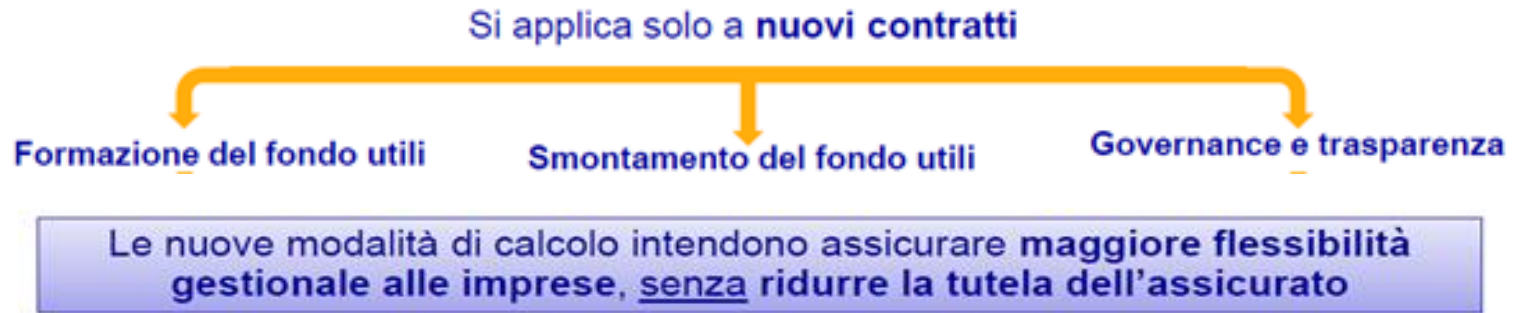 Si applica solo a nuovi contratti
Formazione del fondo utili
Smontamento del fondo utili
Governance e trasparenza
Le nuove modalità di calcolo intendono assicurare maggiore flessibilità
gestionale alle imprese, senza ridurre la tutela dell'assicurato